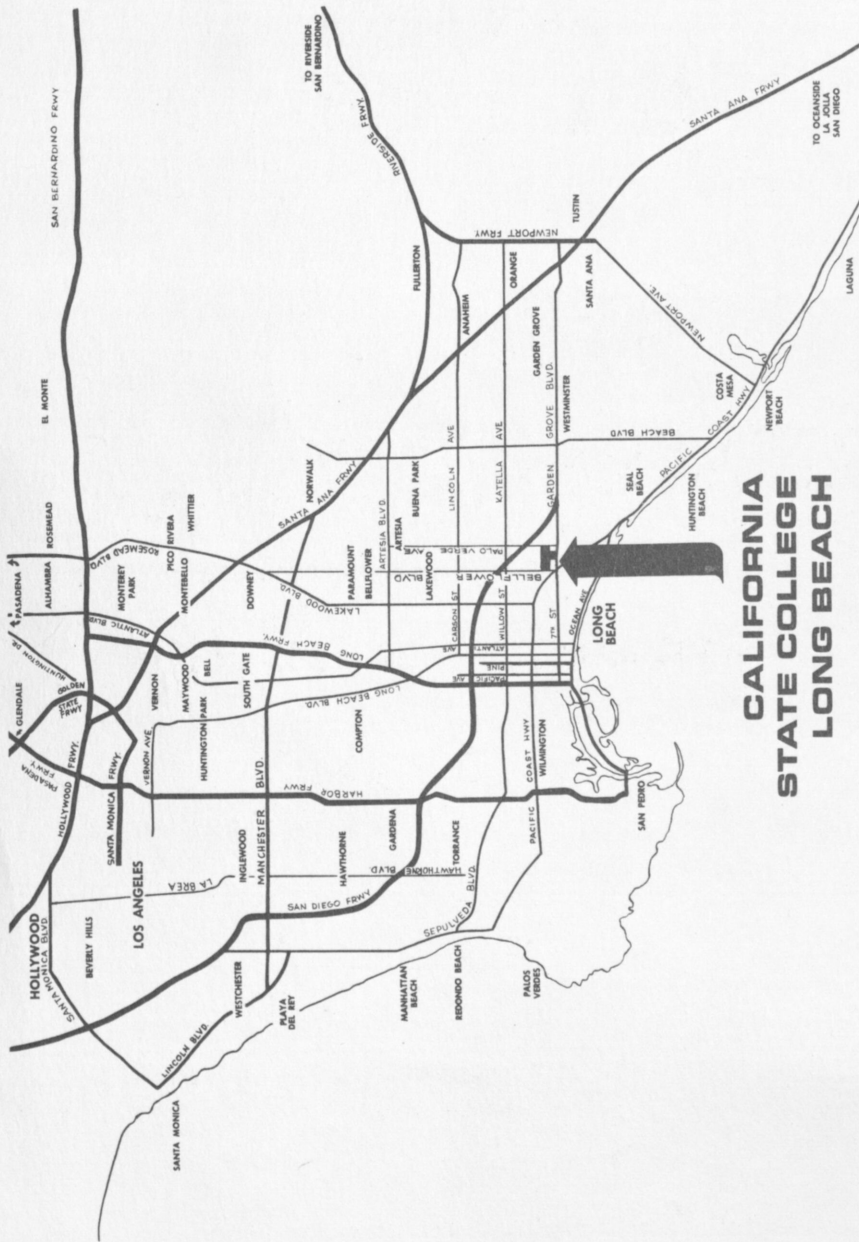 SAN BERNARDINO FRWY
TO RIVERSIDE
SAN BERNARDINO
RIVERSIDE FRWY.
SANTA ANA FRWY
TO OCEANSIDE
LA JOLLA
SAN DIEGO
TUSTIN
NEWPORT FRWY
FULLERTON
ORANGE
SANTA ANA
ANAHEIM
NEWPORT AVE.
LAGUNA
GARDEN GROVE
EL MONTE
WESTMINSTER
COSTA
MESA
NEWPORT
BEACH
COAST HWY
BEACH BLVD
GROVE BLVD.
KATELLA AVE
LINCOLN AVE
BUENA PARK
NORWALK
SANTA ANA FRWY
ARTESIA BLVD.
ARTESIA
GARDEN
SEAL
BEACH
PACIFIC
HUNTINGTON
BEACH
ROSEMEAD
WHITTIER
PICO RIVERA
ROSEMEAD BLVD
PALO VERDE
AVE
PASADENA
ALHAMBRA
MONTEREY
PARK
MONTEBELLO
DOWNEY
PARAMOUNT
BELLFLOWER
LAKEWOOD
BELLFLOWER
BLVD
LAKEWOOD BLVD.
ATLANTIC BLVD.
HUNTINGTON DR.
LONG BEACH FRWY.
CARSON ST
WILLOW ST
7TH ST
OCEAN AVE
LONG
BEACH
ATLANTIC
AVE
PINE
PACIFIC AVE
GLENDALE
GOLDEN
STATE
FRWY
VERNON
MAYWOOD
BELL
SOUTH GATE
HUNTINGTON PARK
LONG BEACH BLVD.
COMPTON
PASADENA
FRWY
HOLLYWOOD FRWY.
SANTA MONICA FRWY.
VERNON AVE
MANCHESTER BLVD.
HARBOR
FRWY
PACIFIC COAST HWY
WILMINGTON
SAN PEDRO
LOS ANGELES
INGLEWOOD
HAWTHORNE
GARDENA
TORRANCE
LA BREA
HAWTHORNE BLVD
SAN DIEGO FRWY
SEPULVEDA BLVD
HOLLYWOOD
SANTA MONICA BLVD.
BEVERLY HILLS
WESTCHESTER
PLAYA
DEL REY
MANHATTAN
BEACH
REDONDO BEACH
PALOS
VERDES
LINCOLN BLVD.
SANTA MONICA
CALIFORNIA
STATE COLLEGE
LONG BEACH